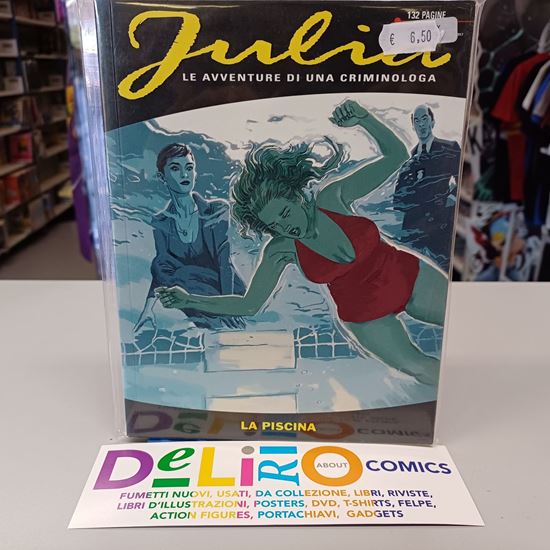 132 PAGINE
€ 6,50
Julia
LE AVVENTURE DI UNA CRIMINOLOGA
LA PISCINA
DeLiRiO ABOUT COMICS
FUMETTI NUOVI, USATI, DA COLLEZIONE, LIBRI, RIVISTE,
LIBRI D'ILLUSTRAZIONI, POSTERS, DVD, T-SHIRTS, FELPE,
ACTION FIGURES, PORTACHIAVI, GADGETS